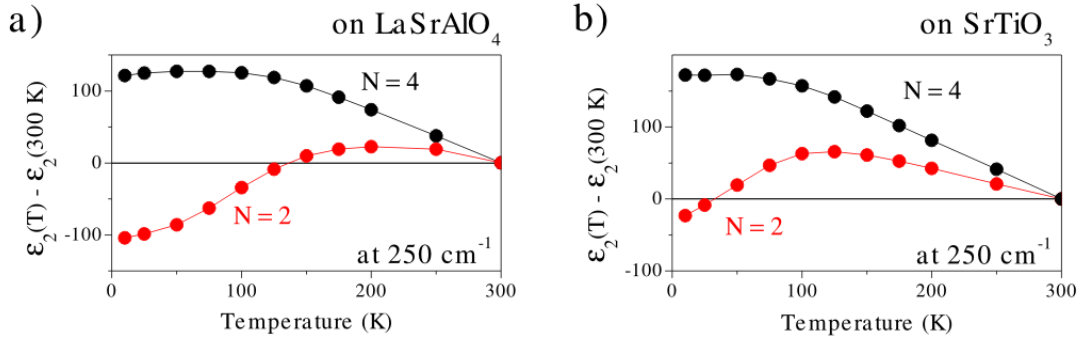 a)
on LaSrAlO₄
ε₂(T) - ε₂(300 K)
100
0
-100
N = 4
N = 2
at 250 cm⁻¹
0
100
200
300
Temperature (K)
b)
on SrTiO₃
ε₂(T) - ε₂(300 K)
100
0
-100
N = 4
N = 2
at 250 cm⁻¹
0
100
200
300
Temperature (K)